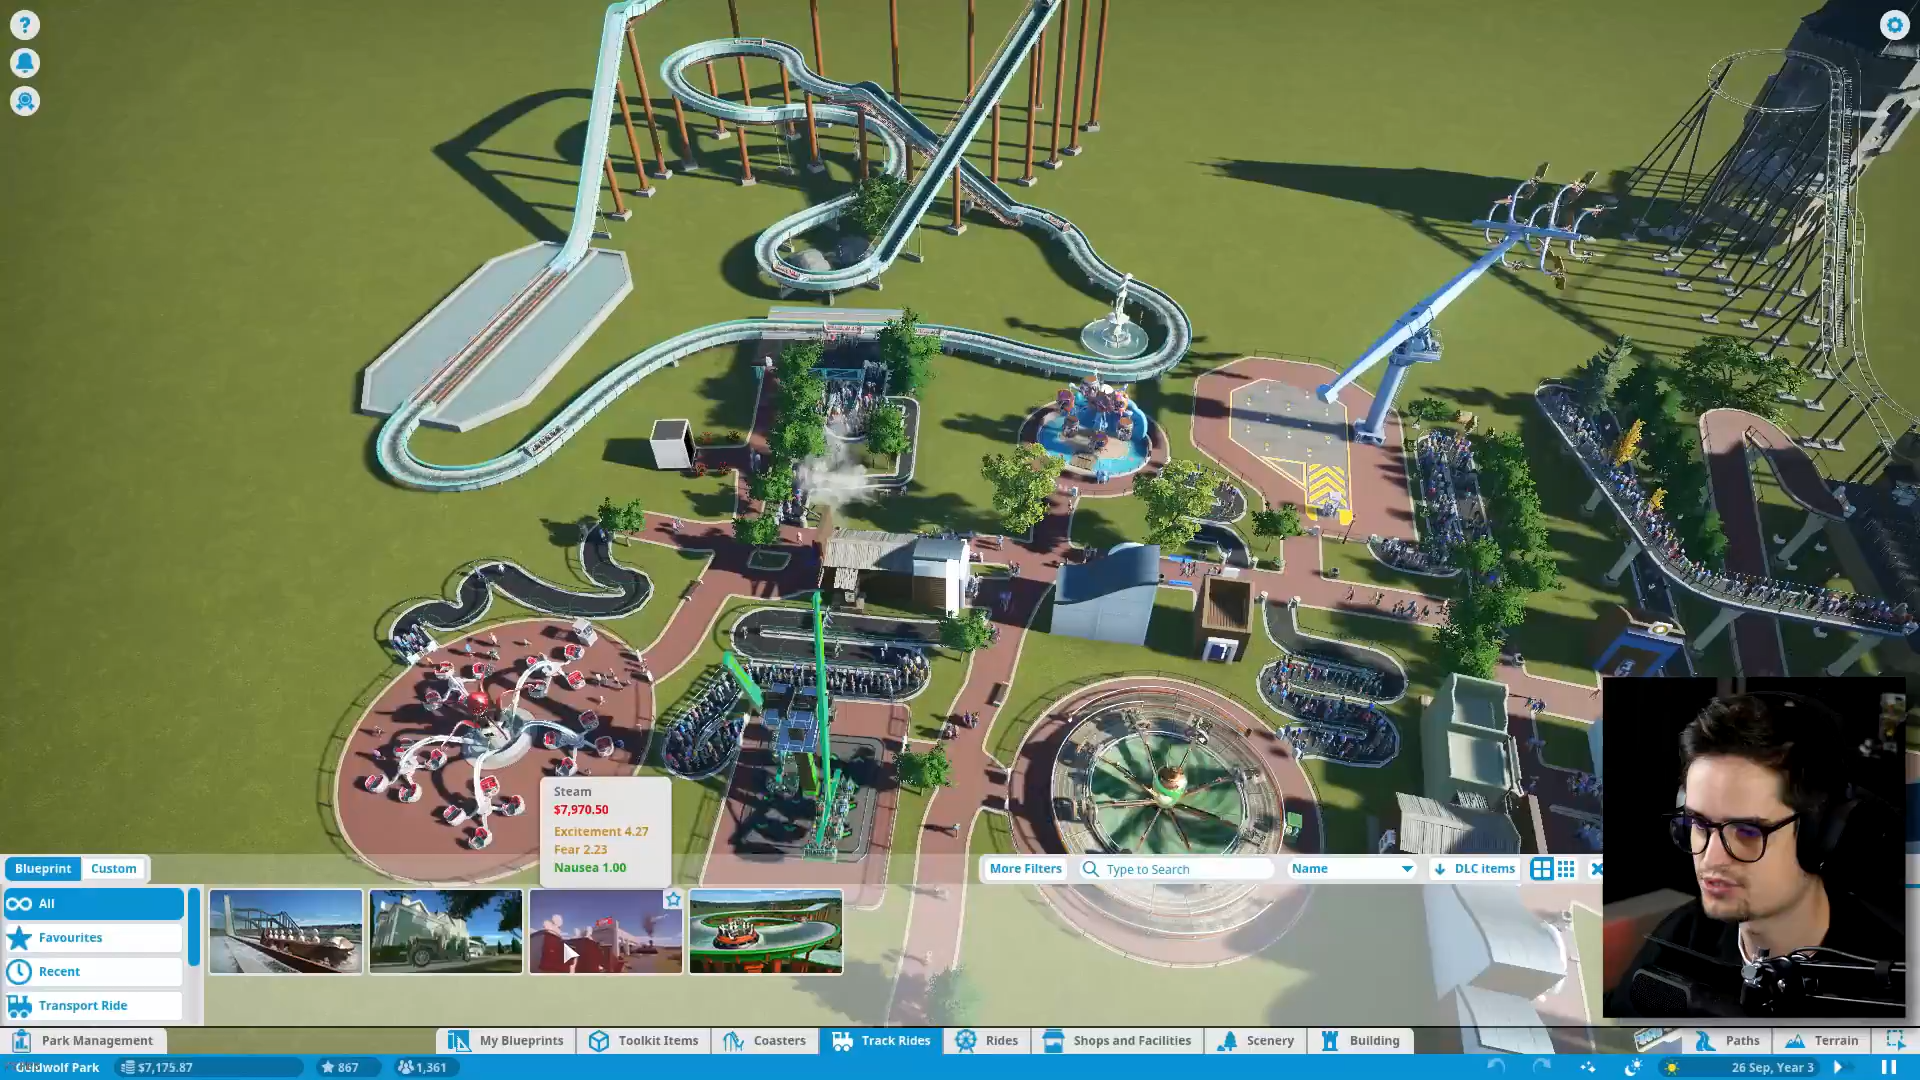 ?
Steam
$7,970.50
Excitement 4.27
Fear 2.23
Nausea 1.00
Blueprint
Custom
More Filters
Type to Search
Name
DLC items
All
Favourites
Recent
Transport Ride
Park Management
My Blueprints
Toolkit Items
Coasters
Track Rides
Rides
Shops and Facilities
Scenery
Building
Paths
Terrain
Goldwolf Park
$7,175.87
867
1,361
26 Sep, Year 3